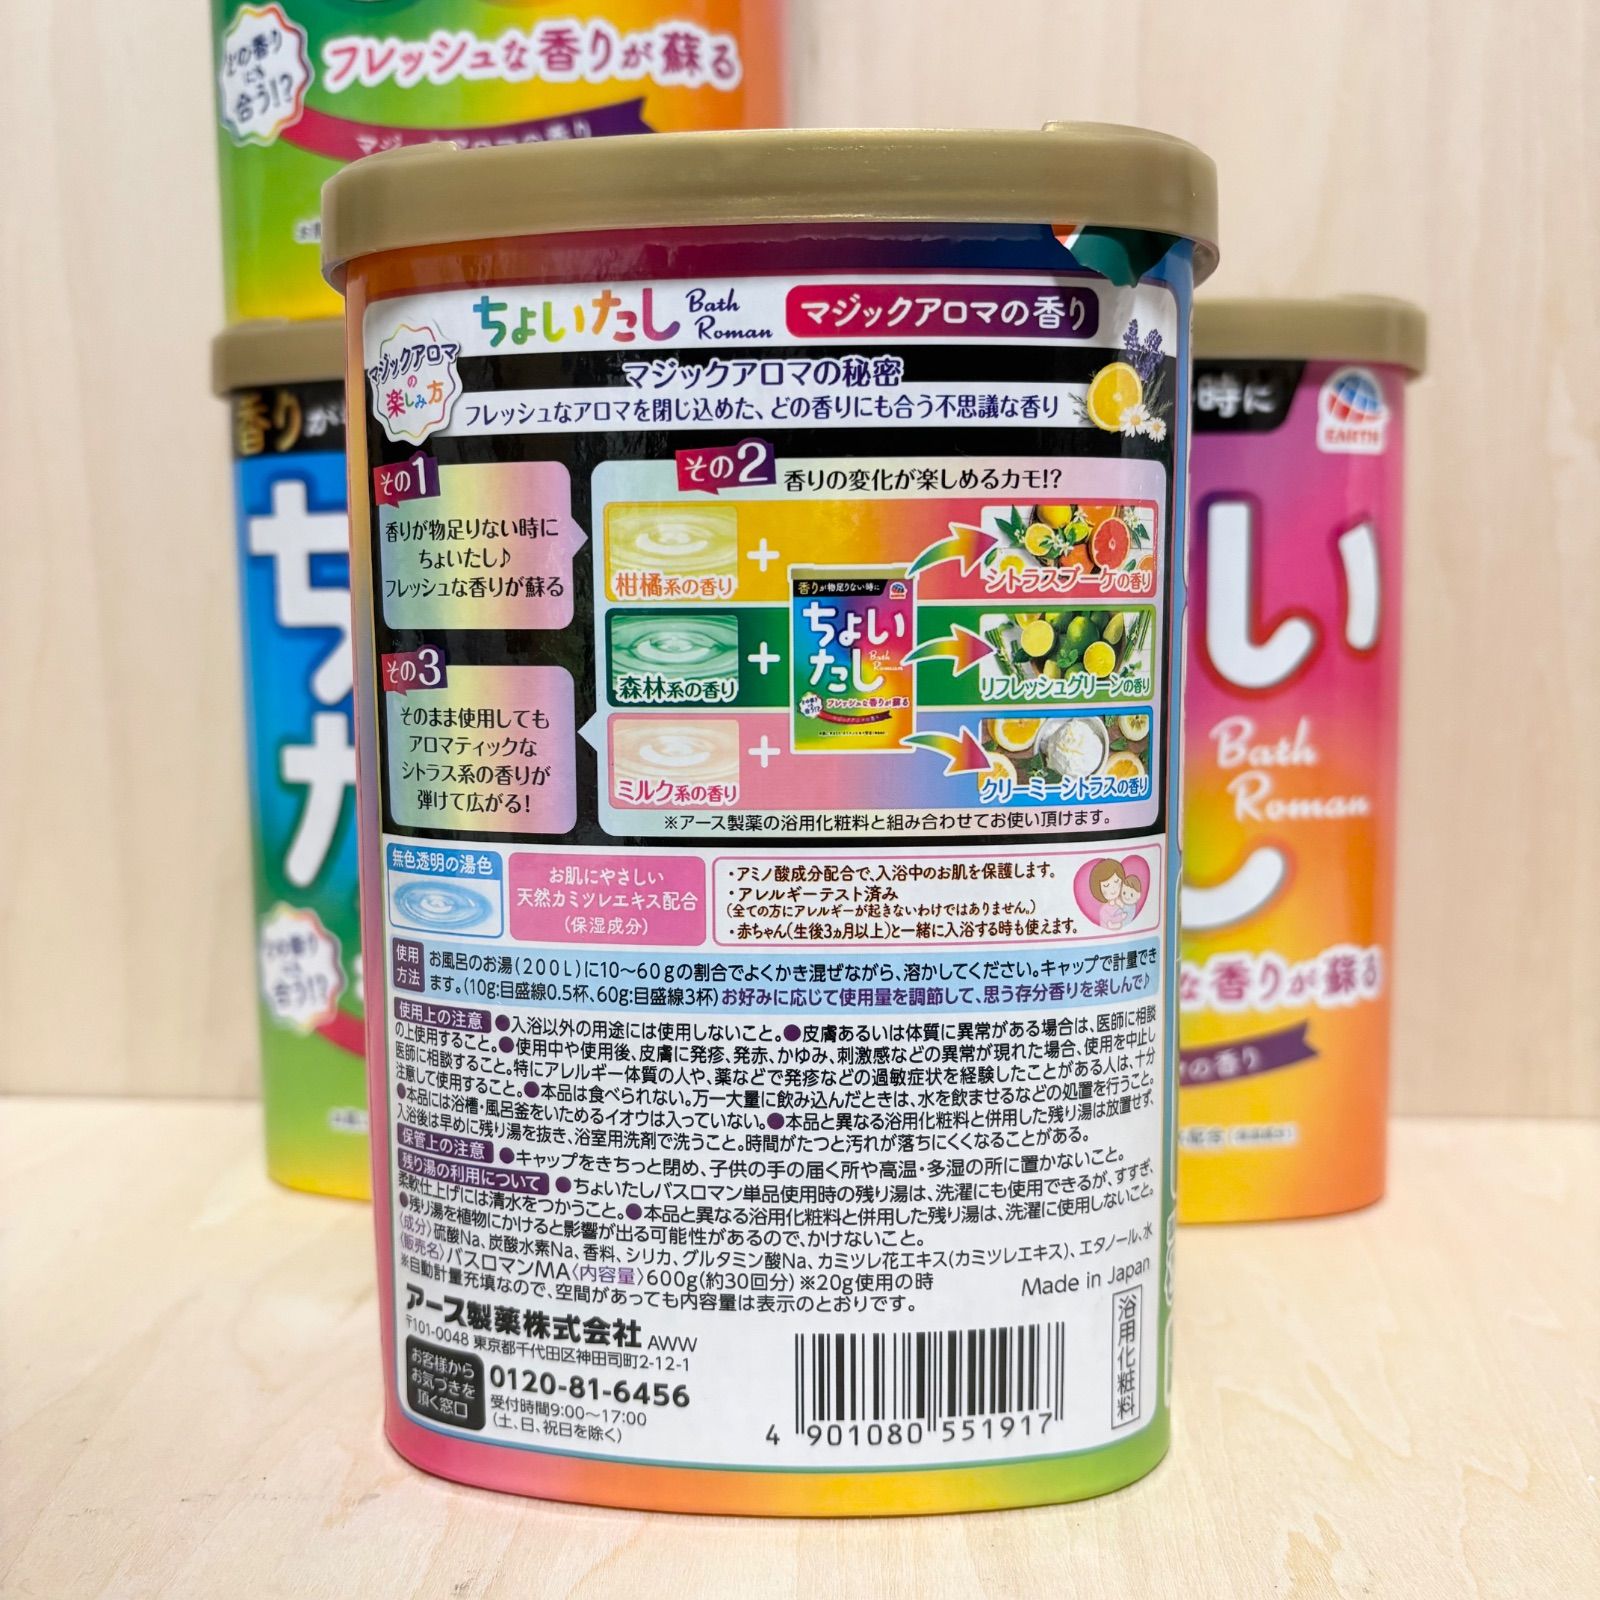 どの香り
にも
合う!?
フレッシュな香りが蘇る
マジックアロマの香り
ちょいたし Bath Roman マジックアロマの香り
マジックアロマ
の
楽しみ方
マジックアロマの秘密
フレッシュなアロマを閉じ込めた、どの香りにも合う不思議な香り
その1
香りが物足りない時に
ちょいたし♪
フレッシュな香りが蘇る
その2 香りの変化が楽しめるカモ!?
柑橘系の香り + シトラスブーケの香り
森林系の香り + リフレッシュグリーンの香り
ミルク系の香り + クリーミーシトラスの香り
香りが物足りない時に
ちょい
たし
Bath
Roman
フレッシュな香りが蘇る
※アース製薬の浴用化粧料と組み合わせてお使い頂けます。
その3
そのまま使用しても
アロマティックな
シトラス系の香りが
弾けて広がる!
無色透明の湯色
お肌にやさしい
天然カミツレエキス配合
(保湿成分)
・アミノ酸成分配合で、入浴中のお肌を保護します。
・アレルギーテスト済み
(全ての方にアレルギーが起きないわけではありません。)
・赤ちゃん(生後3ヵ月以上)と一緒に入浴する時も使えます。
使用方法 お風呂のお湯(200L)に10〜60gの割合でよくかき混ぜながら、溶かしてください。キャップで計量でき
ます。(10g:目盛線0.5杯、60g:目盛線3杯)お好みに応じて使用量を調節して、思う存分香りを楽しんで♪
使用上の注意 ●入浴以外の用途には使用しないこと。●皮膚あるいは体質に異常がある場合は、医師に相談
の上使用すること。●使用中や使用後、皮膚に発疹、発赤、かゆみ、刺激感などの異常が現れた場合、使用を中止し
医師に相談すること。特にアレルギー体質の人や、薬などで発疹などの過敏症状を経験したことがある人は、十分
注意して使用すること。●本品は食べられない。万一大量に飲み込んだときは、水を飲ませるなどの処置を行うこと。
●本品には浴槽・風呂釜をいためるイオウは入っていない。●本品と異なる浴用化粧料と併用した残り湯は放置せず、
入浴後は早めに残り湯を抜き、浴室用洗剤で洗うこと。時間がたつと汚れが落ちにくくなることがある。
保管上の注意 ●キャップをきちっと閉め、子供の手の届く所や高温・多湿の所に置かないこと。
残り湯の利用について ●ちょいたしバスロマン単品使用時の残り湯は、洗濯にも使用できるが、すすぎ、
柔軟仕上げには清水をつかうこと。●本品と異なる浴用化粧料と併用した残り湯は、洗濯に使用しないこと。
●残り湯を植物にかけると影響が出る可能性があるので、かけないこと。
〈成分〉硫酸Na、炭酸水素Na、香料、シリカ、グルタミン酸Na、カミツレ花エキス(カミツレエキス)、エタノール、水
〈販売名〉バスロマンMA〈内容量〉600g(約30回分)※20g使用の時
※自動計量充填なので、空間があっても内容量は表示のとおりです。
Made in Japan
アース製薬株式会社 AWW
〒101-0048 東京都千代田区神田司町2-12-1
お客様から
お気づきを
頂く窓口
0120-81-6456
受付時間9:00〜17:00
(土、日、祝日を除く)
4 901080 551917
浴用化粧料
香りが
ち
合う!?
時に
EARTH
い
Bath
Roman
な香りが蘇る
の香り